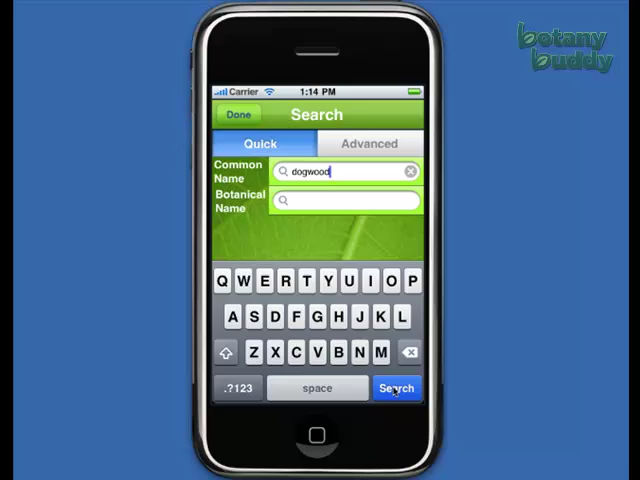 botany
buddy
Carrier 1:14 PM
Done Search
Quick Advanced
Common
Name
dogwood
Botanical
Name
Q W E R T Y U I O P
A S D F G H J K L
Z X C V B N M
.?123 space Search